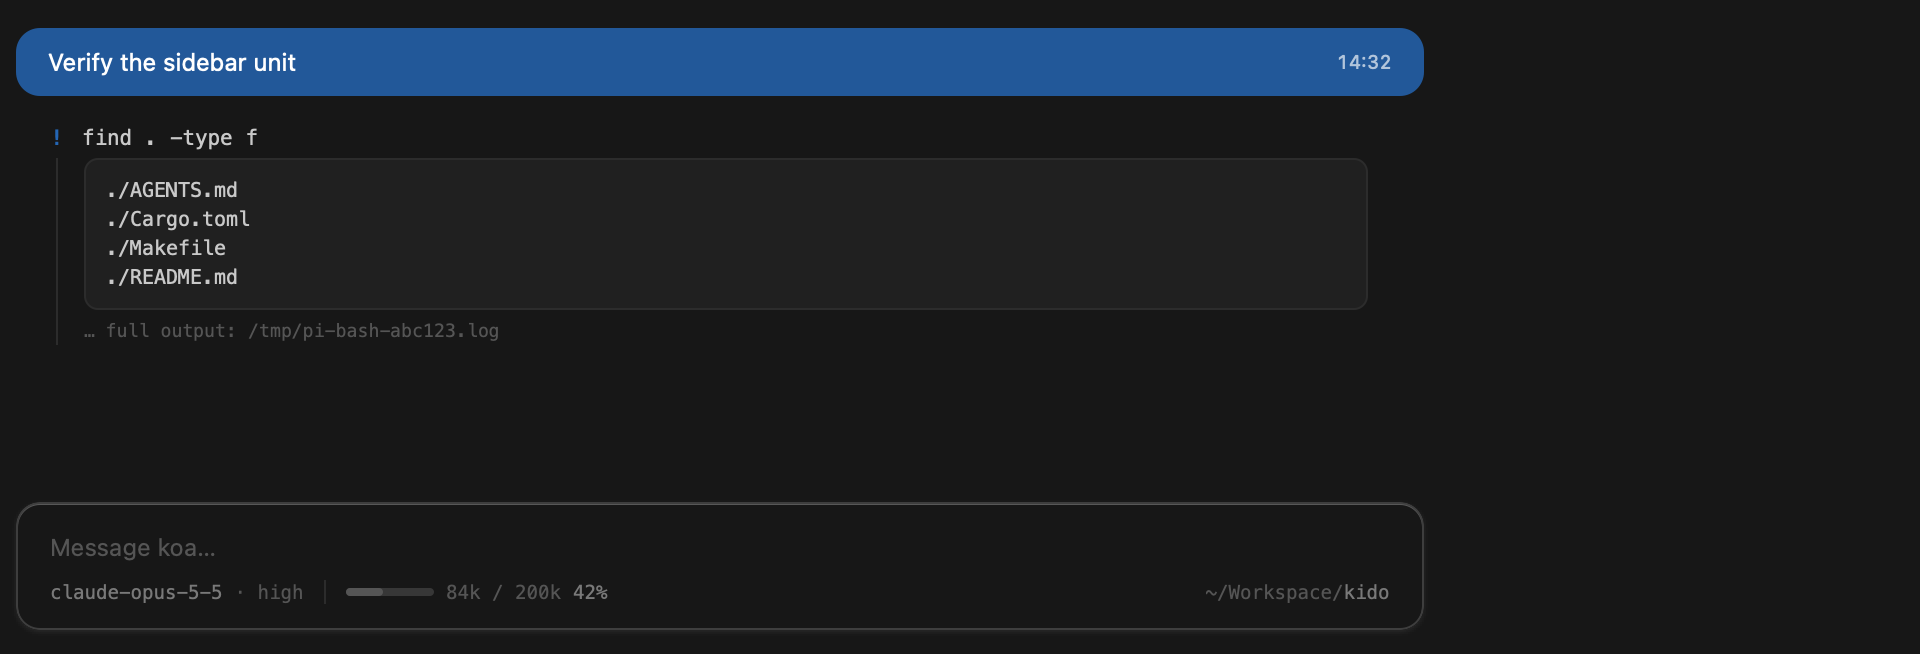 Verify the sidebar unit 14:32
! find . -type f
./AGENTS.md
./Cargo.toml
./Makefile
./README.md
… full output: /tmp/pi-bash-abc123.log
Message koa...
claude-opus-5-5 · high 84k / 200k 42% ~/Workspace/kido